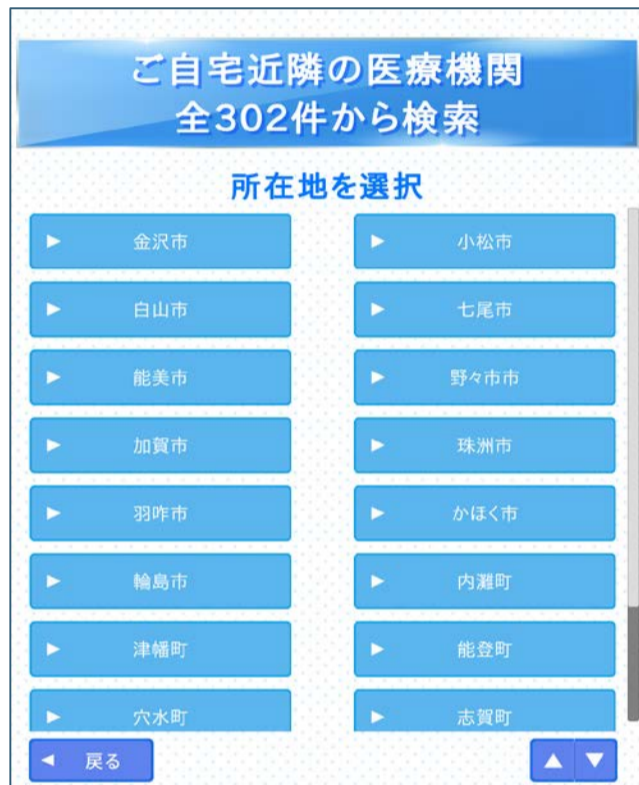 ご自宅近隣の医療機関
全302件から検索
所在地を選択
▶ 金沢市
▶ 小松市
▶ 白山市
▶ 七尾市
▶ 能美市
▶ 野々市市
▶ 加賀市
▶ 珠洲市
▶ 羽咋市
▶ かほく市
▶ 輪島市
▶ 内灘町
▶ 津幡町
▶ 能登町
▶ 穴水町
▶ 志賀町
◀ 戻る
▲ ▼